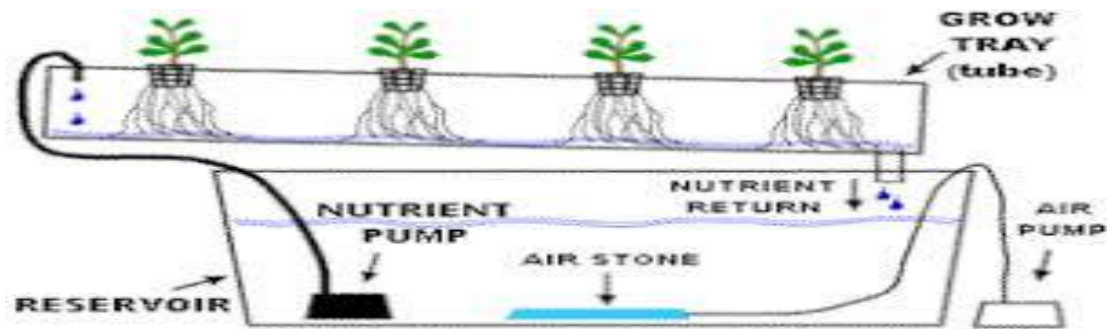 GROW
TRAY
(tube)
NUTRIENT
RETURN
NUTRIENT
PUMP
AIR
PUMP
AIR STONE
RESERVOIR